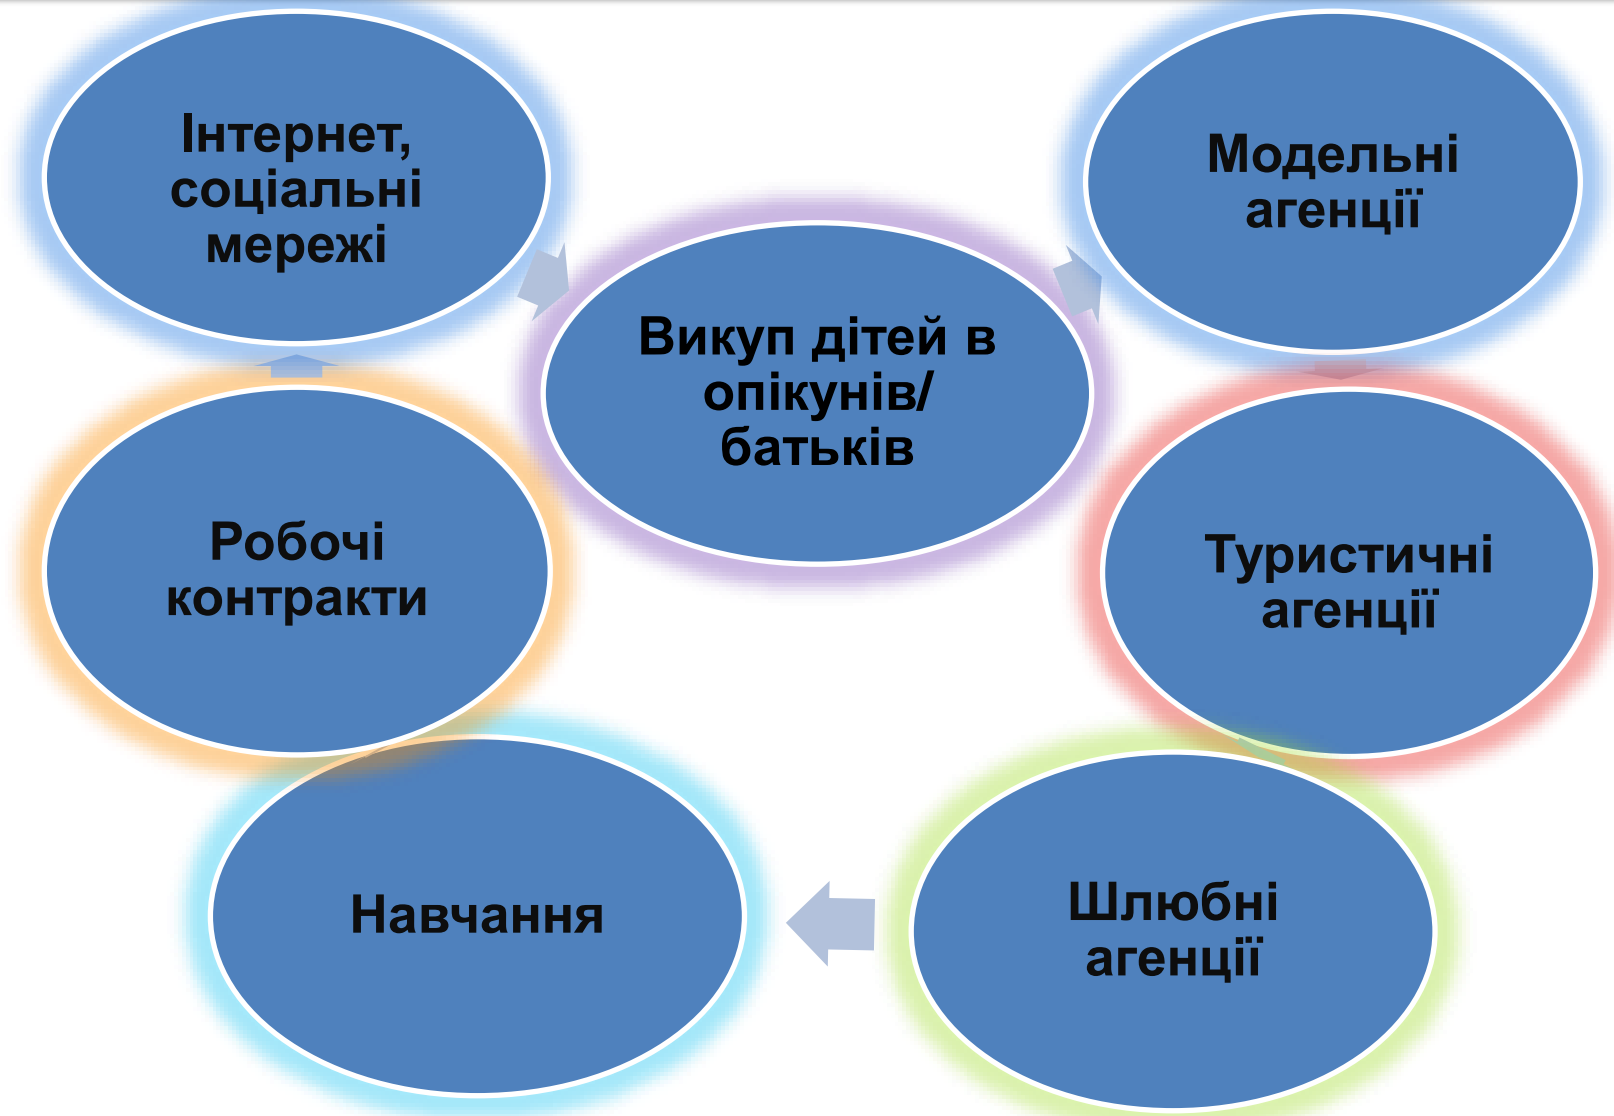 Інтернет,
соціальні
мережі
Модельні
агенції
Викуп дітей в
опікунів/
батьків
Робочі
контракти
Туристичні
агенції
Навчання
Шлюбні
агенції